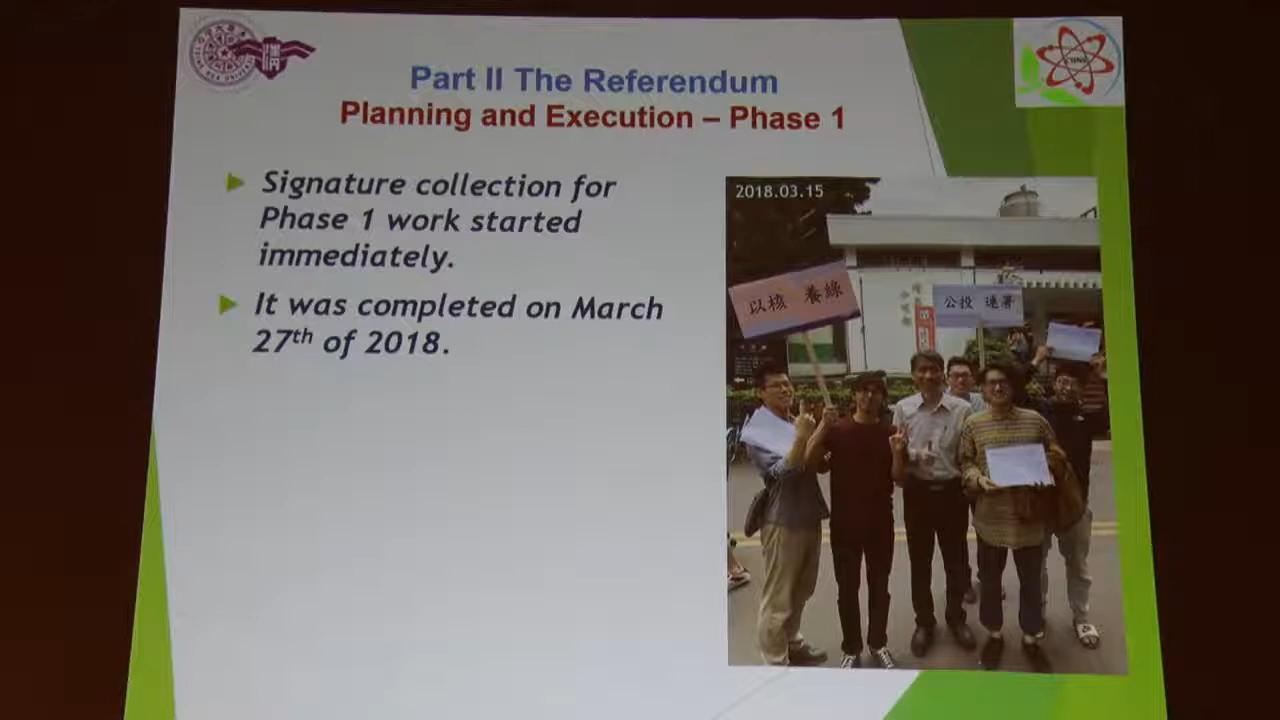 Part II The Referendum
Planning and Execution – Phase 1
Signature collection for
Phase 1 work started
immediately.
It was completed on March
27th of 2018.
2018.03.15
以核 養綠
公投 連署